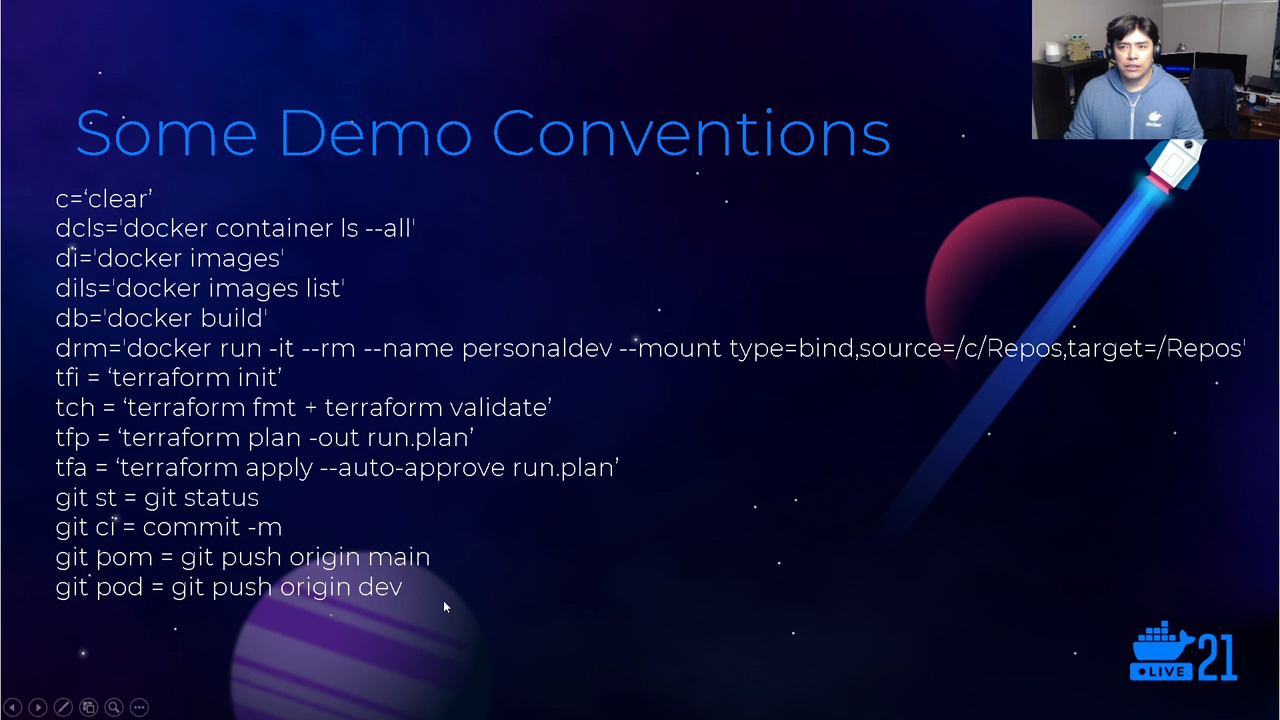 Some Demo Conventions
c=‘clear’
dcls='docker container ls --all'
di='docker images'
dils='docker images list'
db='docker build'
drm='docker run -it --rm --name personaldev --mount type=bind,source=/c/Repos,target=/Repos'
tfi = ‘terraform init’
tch = ‘terraform fmt + terraform validate’
tfp = ‘terraform plan -out run.plan’
tfa = ‘terraform apply --auto-approve run.plan’
git st = git status
git ci = commit -m
git pom = git push origin main
git pod = git push origin dev
docker
LIVE 21